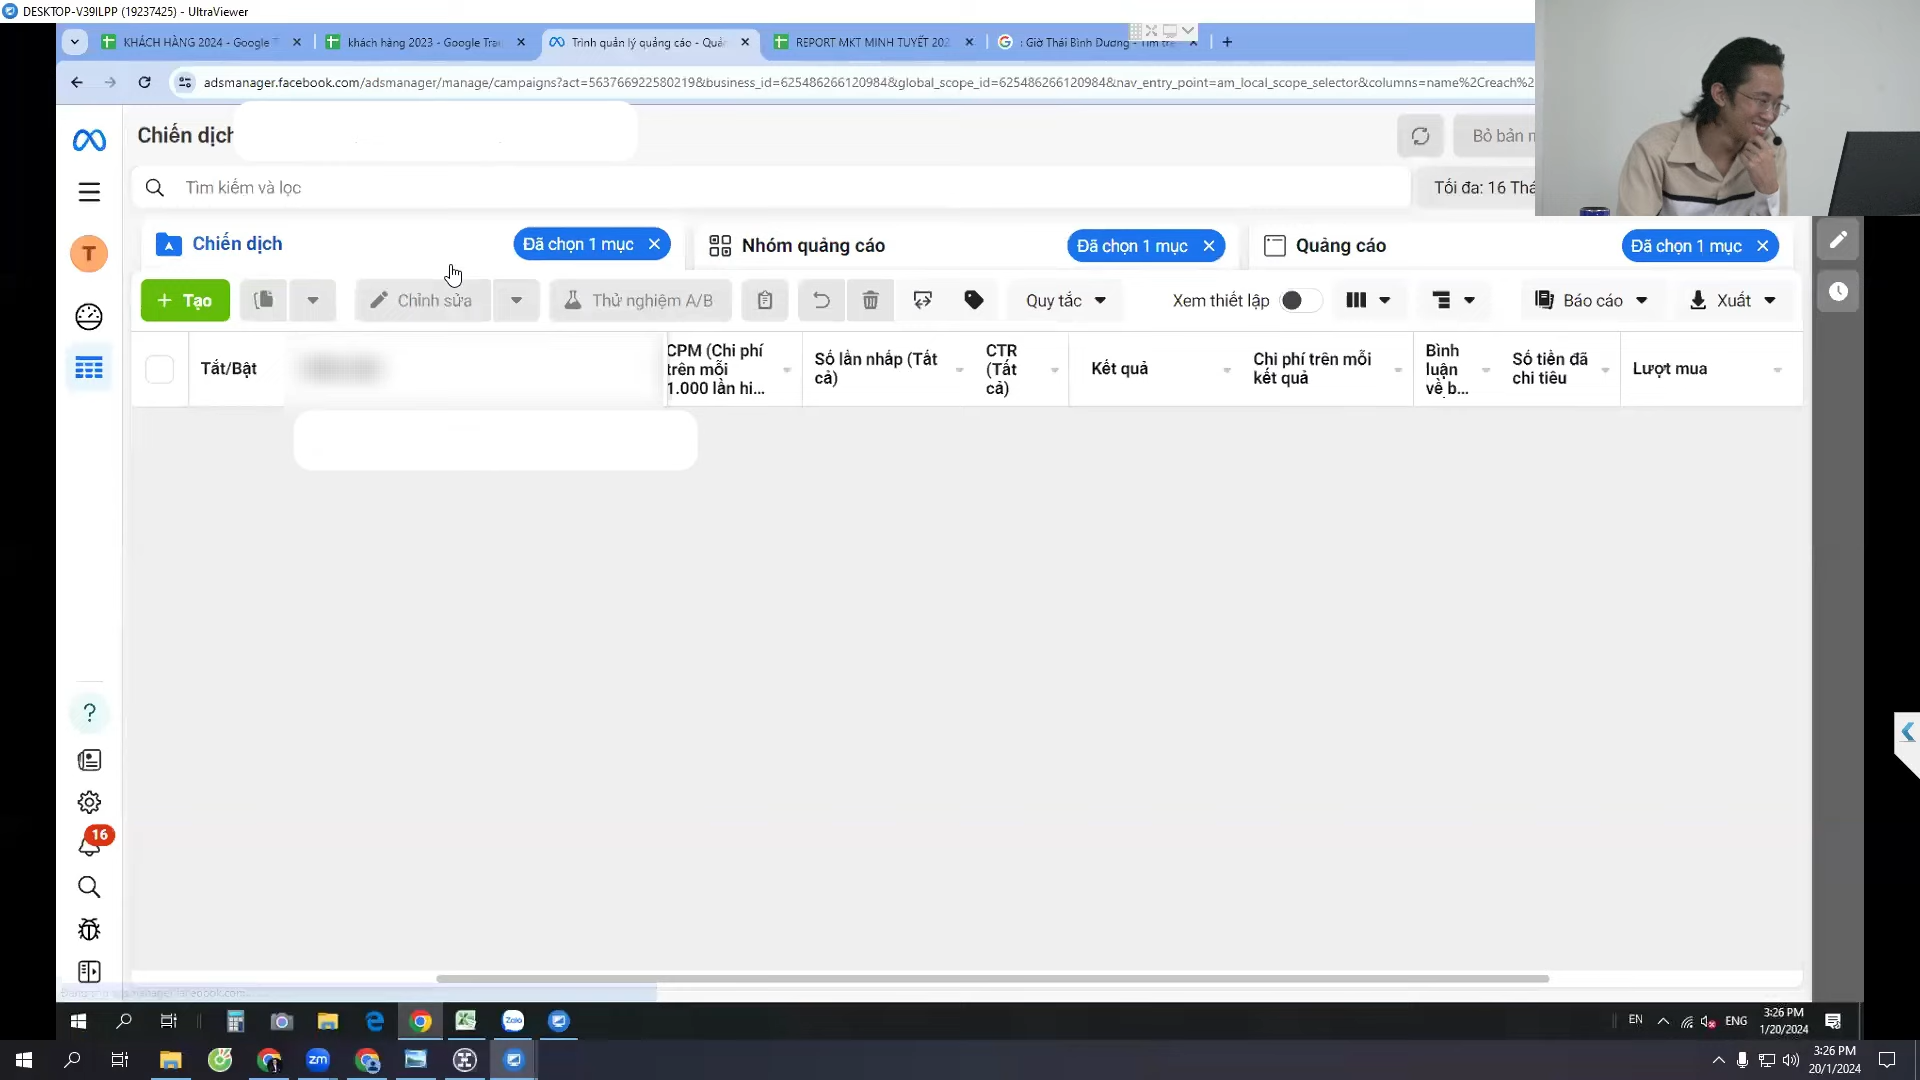 DESKTOP-V39ILPP (19237425) - UltraViewer
KHÁCH HÀNG 2024 - Google T
khách hàng 2023 - Google Tra
Trình quản lý quảng cáo - Quả
REPORT MKT MINH TUYẾT 202
: Giờ Thái Bình Dương - Tìm trê
adsmanager.facebook.com/adsmanager/manage/campaigns?act=563766922580219&business_id=625486266120984&global_scope_id=625486266120984&nav_entry_point=am_local_scope_selector&columns=name%2Creach%2
Chiến dịch
Bỏ bản n
Tìm kiếm và lọc
Tối đa: 16 Thá
T
Chiến dịch
Đã chọn 1 mục
Nhóm quảng cáo
Đã chọn 1 mục
Quảng cáo
Đã chọn 1 mục
+ Tạo
Chỉnh sửa
Thử nghiệm A/B
Quy tắc
Xem thiết lập
Báo cáo
Xuất
Tắt/Bật
CPM (Chi phí trên mỗi 1.000 lần hi...
Số lần nhấp (Tất cả)
CTR (Tất cả)
Kết quả
Chi phí trên mỗi kết quả
Bình luận về b...
Số tiền đã chi tiêu
Lượt mua
16
Zalo
EN
ENG
3:26 PM
1/20/2024
zm
3:26 PM
20/1/2024